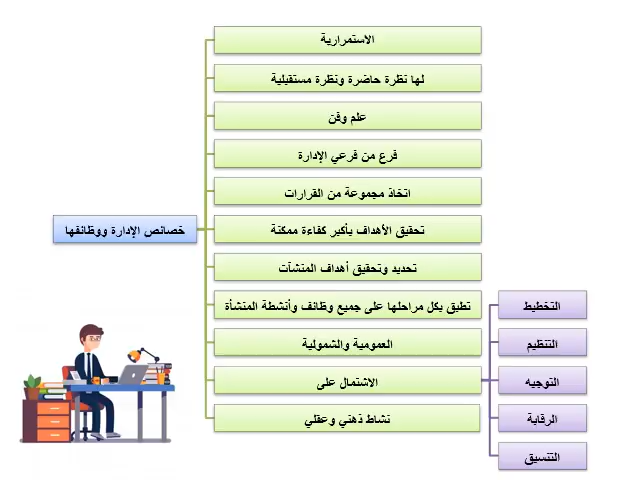 خصائص الإدارة ووظائفها
الاستمرارية
لها نظرة حاضرة ونظرة مستقبلية
علم وفن
فرع من فرعي الإدارة
اتخاذ مجموعة من القرارات
تحقيق الأهداف بأكبر كفاءة ممكنة
تحديد وتحقيق أهداف المنشآت
تطبق بكل مراحلها على جميع وظائف وأنشطة المنشأة
العمومية والشمولية
الاشتمال على
نشاط ذهني وعقلي
التخطيط
التنظيم
التوجيه
الرقابة
التنسيق